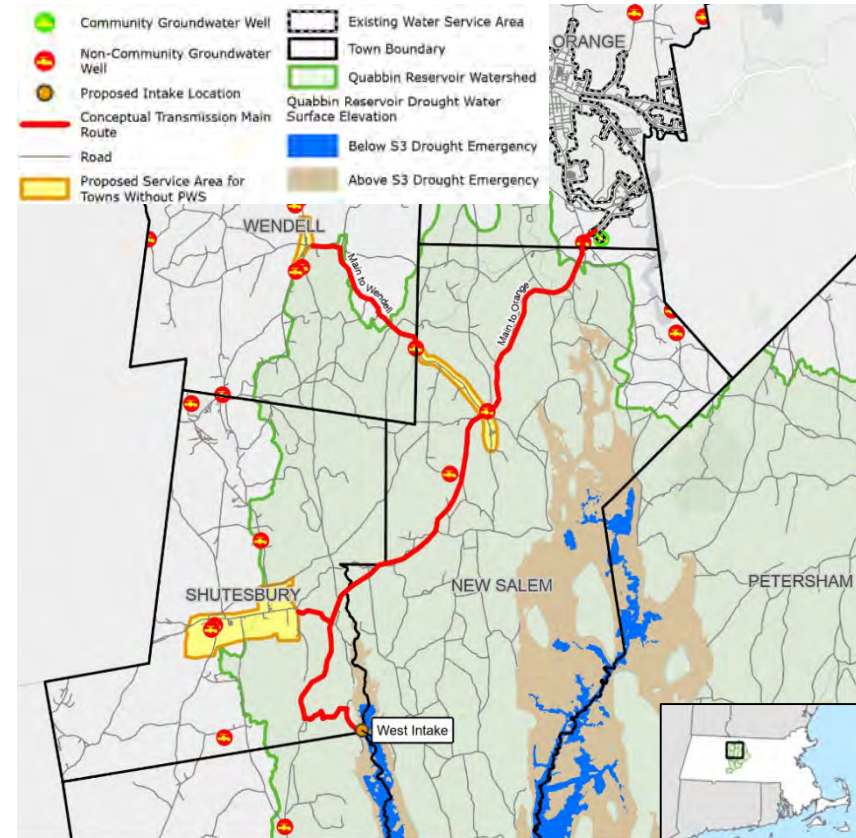 Community Groundwater Well
Non-Community Groundwater
Well
Proposed Intake Location
Conceptual Transmission Main
Route
Road
Proposed Service Area for
Towns Without PWS
Existing Water Service Area
Town Boundary
Quabbin Reservoir Watershed
Quabbin Reservoir Drought Water
Surface Elevation
Below S3 Drought Emergency
Above S3 Drought Emergency
ORANGE
WENDELL
Main to Wendell
Main to Orange
SHUTESBURY
NEW SALEM
PETERSHAM
West Intake